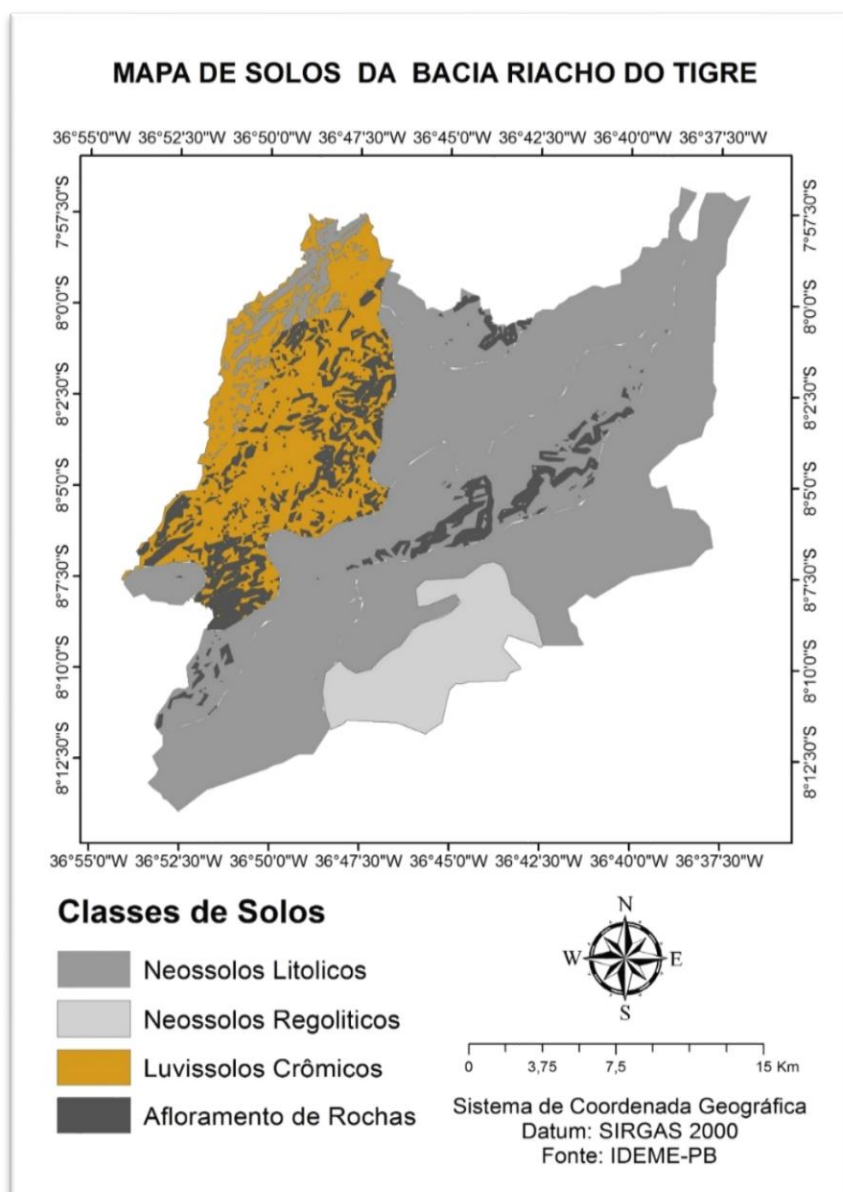 MAPA DE SOLOS DA BACIA RIACHO DO TIGRE
36°55'0"W 36°52'30"W 36°50'0"W 36°47'30"W 36°45'0"W 36°42'30"W 36°40'0"W 36°37'30"W
7°57'30"S
8°0'0"S
8°2'30"S
8°5'0"S
8°7'30"S
8°10'0"S
8°12'30"S
7°57'30"S
8°0'0"S
8°2'30"S
8°5'0"S
8°7'30"S
8°10'0"S
8°12'30"S
36°55'0"W 36°52'30"W 36°50'0"W 36°47'30"W 36°45'0"W 36°42'30"W 36°40'0"W 36°37'30"W
Classes de Solos
Neossolos Litolicos
Neossolos Regoliticos
Luvissolos Crômicos
Afloramento de Rochas
N
W E
S
0 3,75 7,5 15 Km
Sistema de Coordenada Geográfica
Datum: SIRGAS 2000
Fonte: IDEME-PB